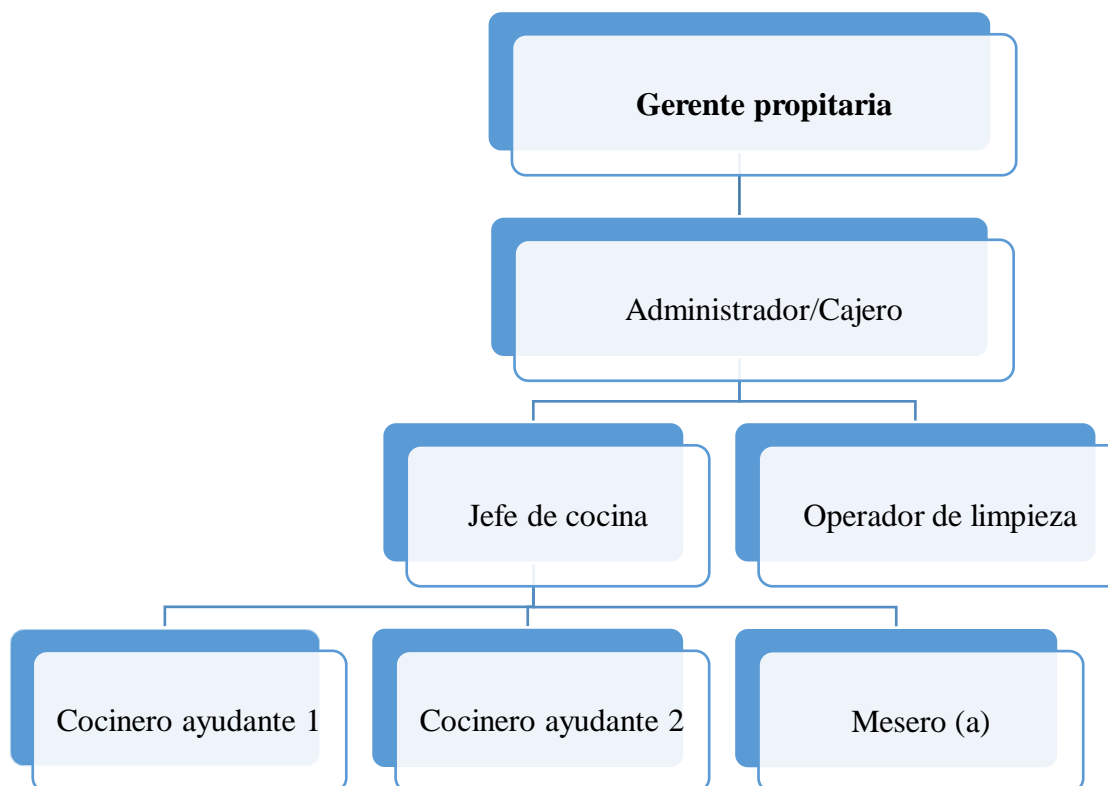 Gerente propitaria
Administrador/Cajero
Jefe de cocina
Operador de limpieza
Cocinero ayudante 1
Cocinero ayudante 2
Mesero (a)